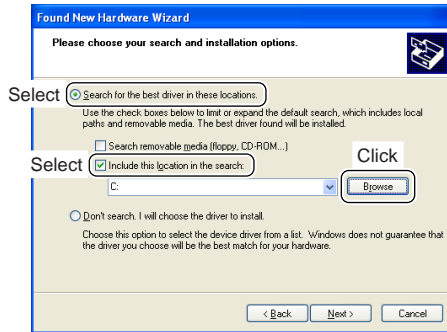 Found New Hardware Wizard
Please choose your search and installation options.
Select
Search for the best driver in these locations.
Use the check boxes below to limit or expand the default search, which includes local
paths and removable media. The best driver found will be installed.
Search removable media (floppy, CD-ROM...)
Select
Include this location in the search:
Click
C:
Browse
Don't search. I will choose the driver to install.
Choose this option to select the device driver from a list. Windows does not guarantee that
the driver you choose will be the best match for your hardware.
< Back
Next >
Cancel